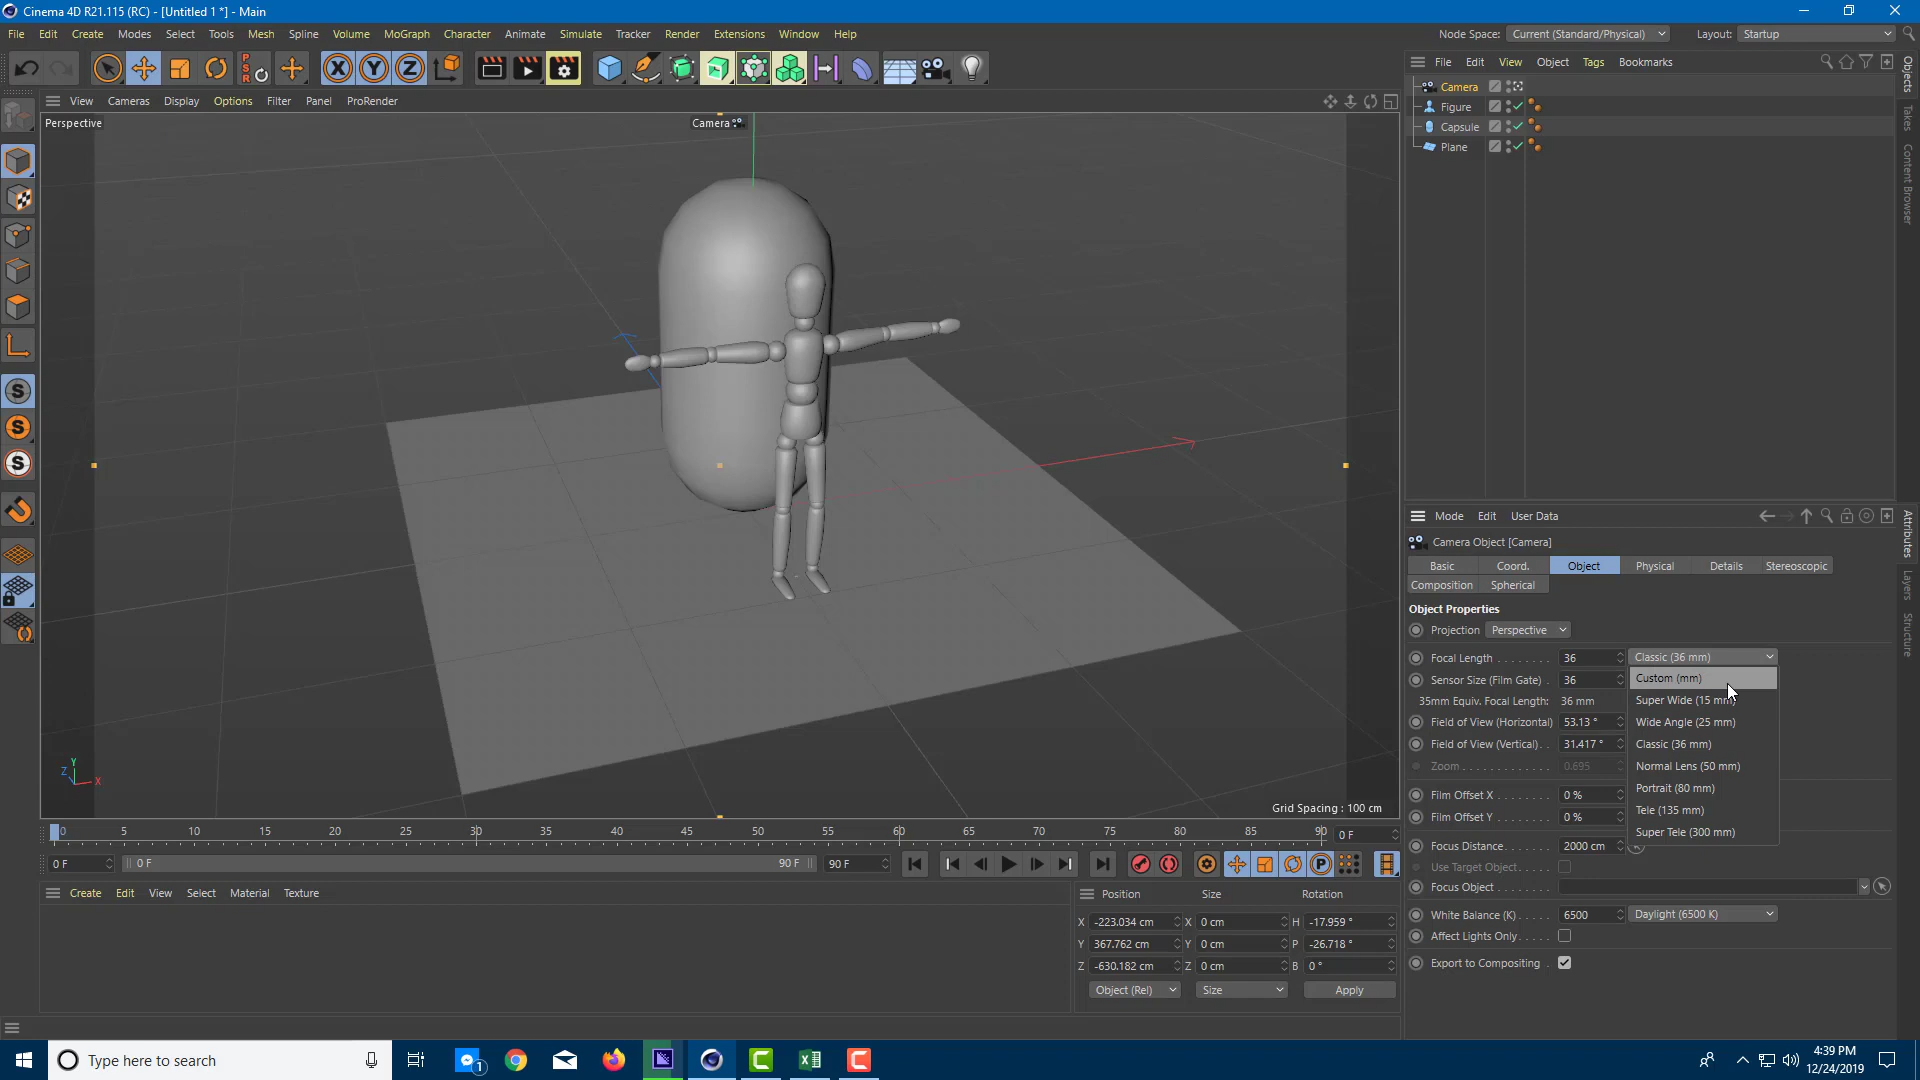 Cinema 4D R21.115 (RC) - [Untitled 1 *] - Main
File Edit Create Modes Select Tools Mesh Spline Volume MoGraph Character Animate Simulate Tracker Render Extensions Window Help
Node Space: Current (Standard/Physical) Layout: Startup
View Cameras Display Options Filter Panel ProRender
Perspective
Camera
Grid Spacing : 100 cm
Y
Z
X
File Edit View Object Tags Bookmarks
Camera
Figure
Capsule
Plane
Objects
Takes
Content Browser
Mode Edit User Data
Attributes
Layers
Structure
Camera Object [Camera]
Basic Coord. Object Physical Details Stereoscopic
Composition Spherical
Object Properties
Projection Perspective
Focal Length 36 Classic (36 mm)
Sensor Size (Film Gate) 36
35mm Equiv. Focal Length: 36 mm
Field of View (Horizontal) 53.13 °
Field of View (Vertical) 31.417 °
Zoom 0.695
Film Offset X 0 %
Film Offset Y 0 %
Focus Distance 2000 cm
Use Target Object
Focus Object
White Balance (K) 6500 Daylight (6500 K)
Affect Lights Only
Export to Compositing
Custom (mm)
Super Wide (15 mm)
Wide Angle (25 mm)
Classic (36 mm)
Normal Lens (50 mm)
Portrait (80 mm)
Tele (135 mm)
Super Tele (300 mm)
0 5 10 15 20 25 30 35 40 45 50 55 60 65 70 75 80 85 90 0 F
0 F 0 F 90 F 90 F
Create Edit View Select Material Texture
Position Size Rotation
X -223.034 cm X 0 cm H -17.959 °
Y 367.762 cm Y 0 cm P -26.718 °
Z -630.182 cm Z 0 cm B 0 °
Object (Rel) Size Apply
Type here to search
1
4:39 PM
12/24/2019